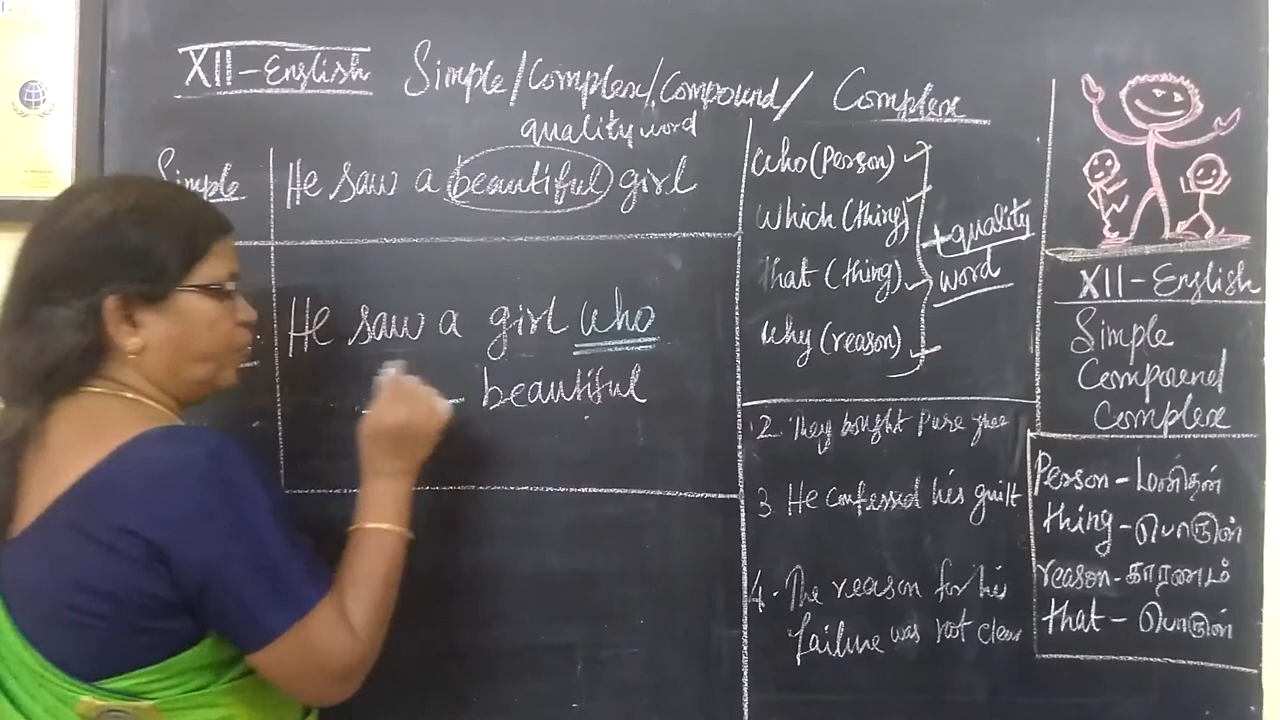 XII-English Simple/Complex/Compound/ Complex
quality word
Simple
He saw a beautiful girl
He saw a girl who
beautiful
who (person)
which (thing)
that (thing)
why (reason)
+ quality
word
2. They bought pure ghee
3 He confessed his guilt
4. The reason for his
failure was not clear
XII-English
Simple
Compound
Complex
Person - மனிதன்
thing - பொருள்
reason - காரணம்
that - பொருள்